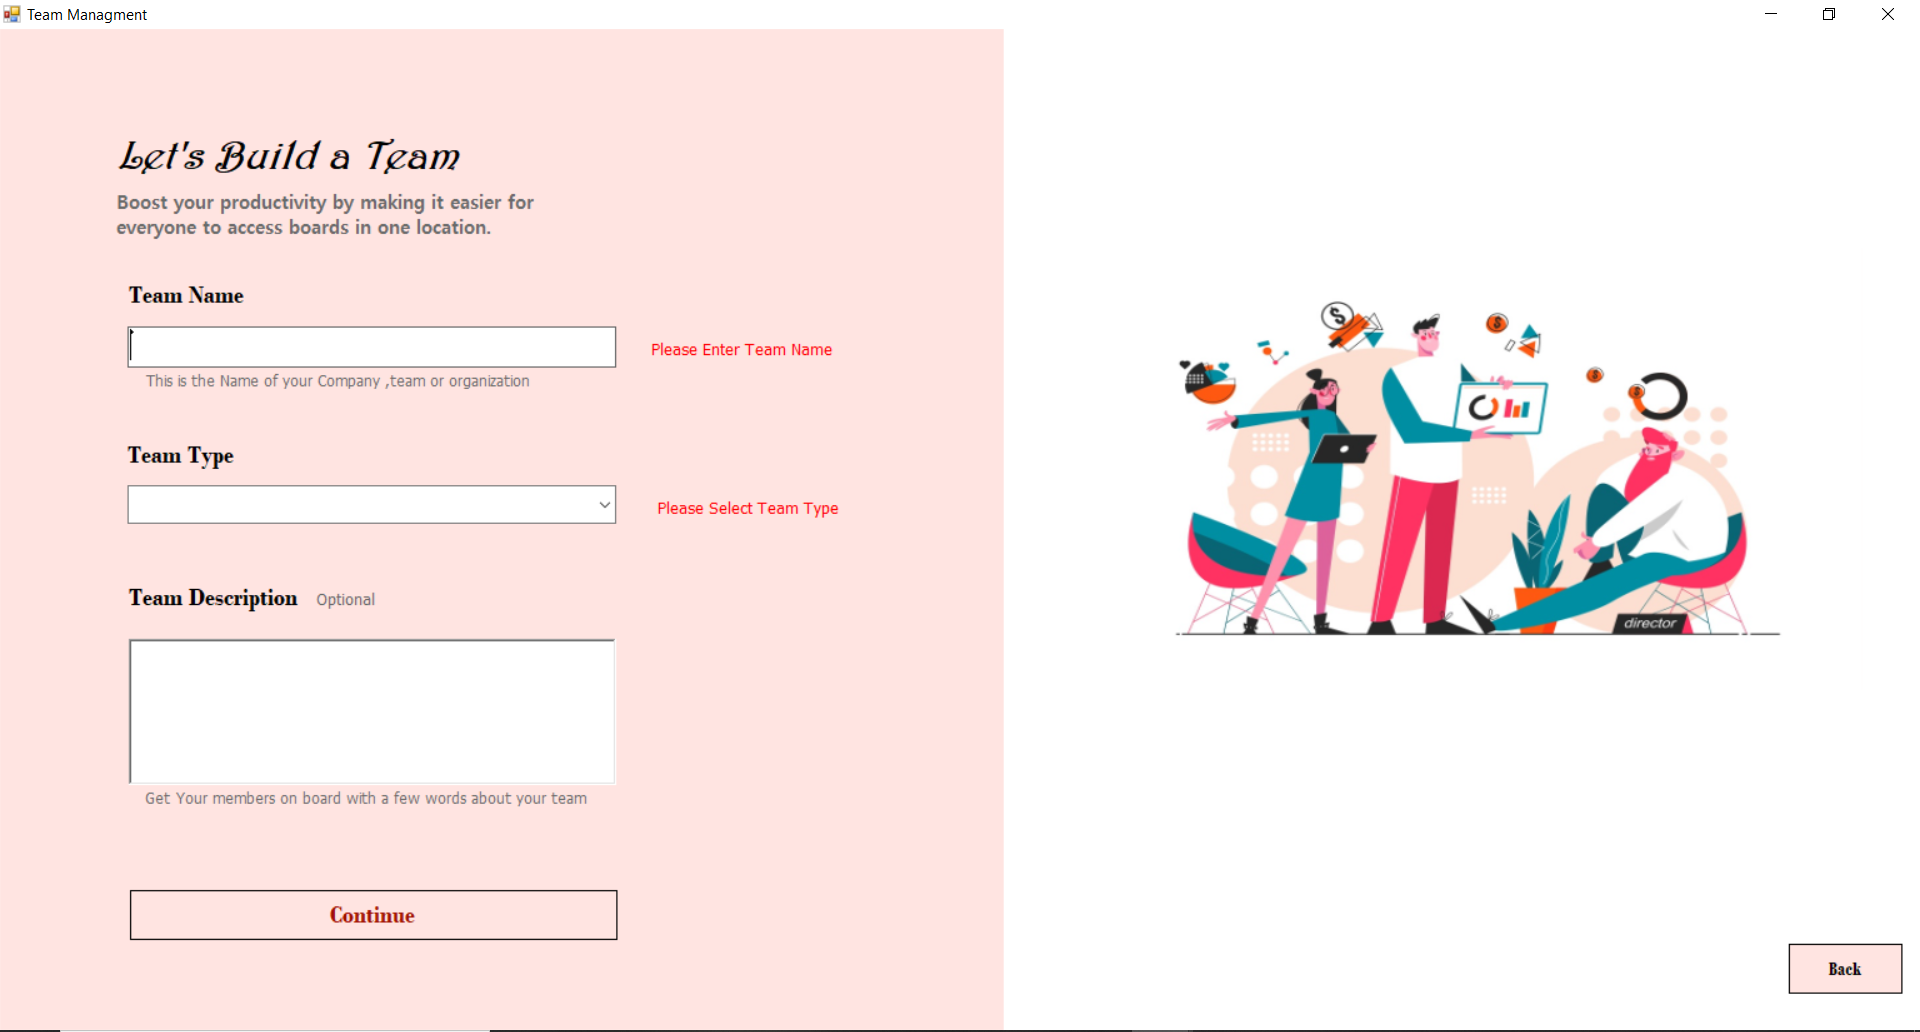 Team Managment
Let's Build a Team
Boost your productivity by making it easier for
everyone to access boards in one location.
Team Name
Please Enter Team Name
This is the Name of your Company ,team or organization
Team Type
Please Select Team Type
Team Description Optional
Get Your members on board with a few words about your team
Continue
$
$
$
$
director
Back